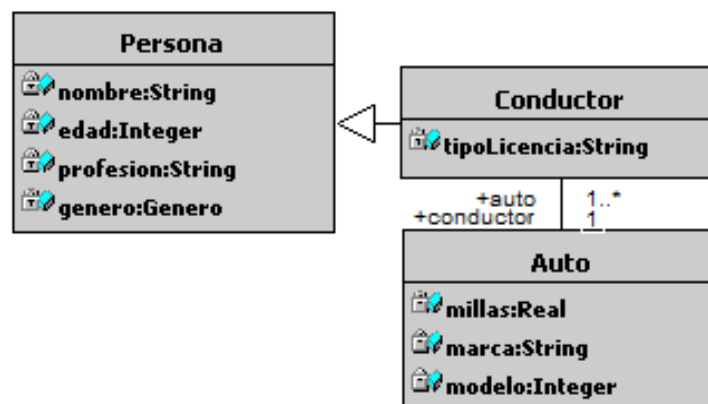 Persona
nombre:String
edad:Integer
profesion:String
genero:Genero
Conductor
tipoLicencia:String
+auto 1..*
+conductor 1
Auto
millas:Real
marca:String
modelo:Integer